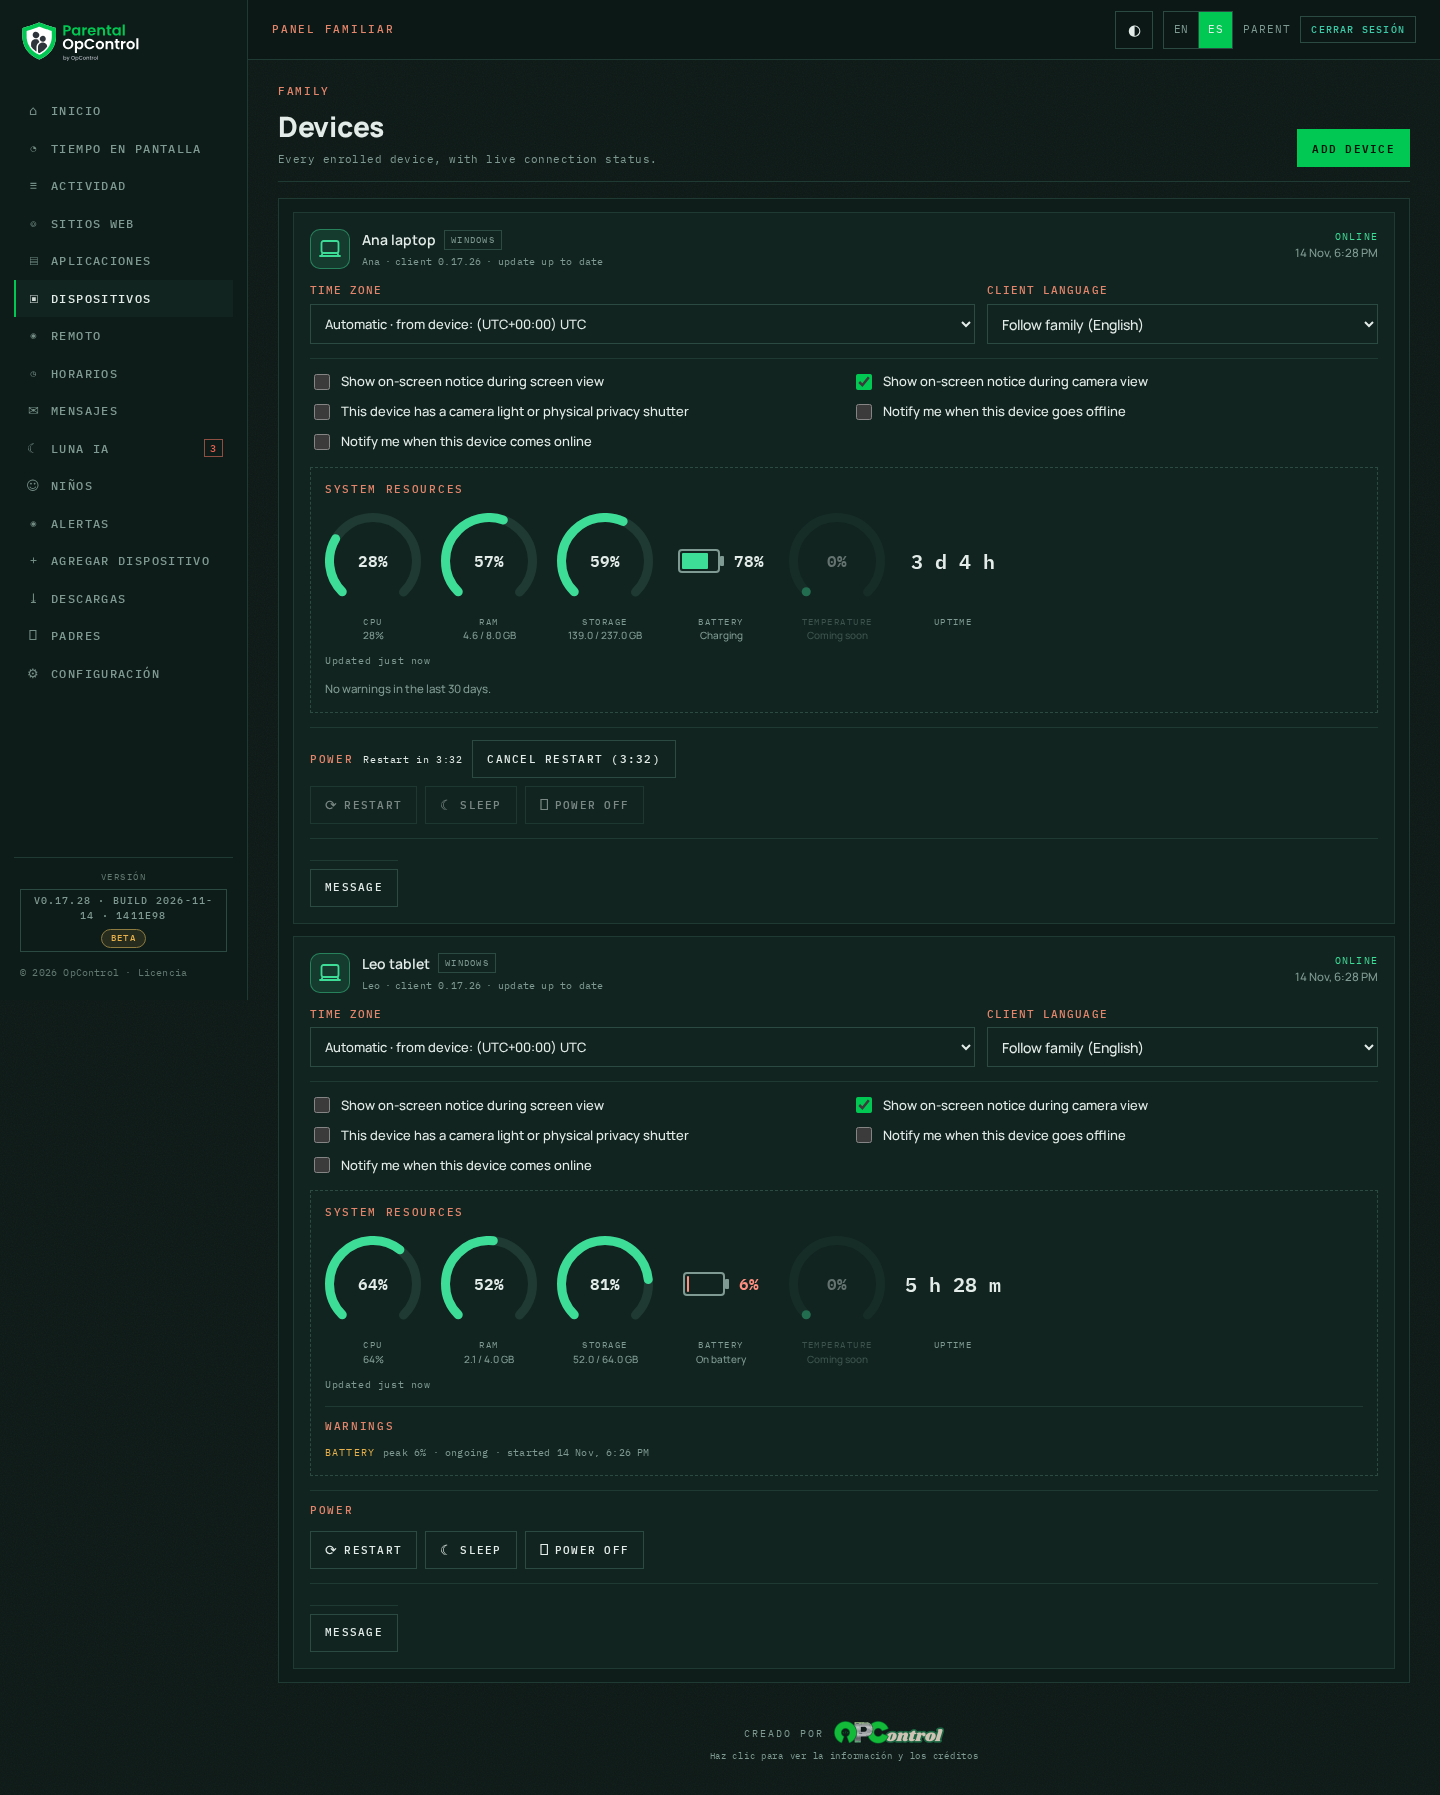 Parental
OpControl
by OpControl
INICIO
TIEMPO EN PANTALLA
ACTIVIDAD
SITIOS WEB
APLICACIONES
DISPOSITIVOS
REMOTO
HORARIOS
MENSAJES
LUNA IA 3
NIÑOS
ALERTAS
AGREGAR DISPOSITIVO
DESCARGAS
PADRES
CONFIGURACIÓN
VERSIÓN
V0.17.28 · BUILD 2026-11-
14 · 1411E98
BETA
© 2026 OpControl · Licencia
PANEL FAMILIAR
EN ES PARENT CERRAR SESIÓN
FAMILY
Devices
Every enrolled device, with live connection status.
ADD DEVICE
Ana laptop WINDOWS
Ana · client 0.17.26 · update up to date
ONLINE
14 Nov, 6:28 PM
TIME ZONE
Automatic · from device: (UTC+00:00) UTC
CLIENT LANGUAGE
Follow family (English)
Show on-screen notice during screen view
Show on-screen notice during camera view
This device has a camera light or physical privacy shutter
Notify me when this device goes offline
Notify me when this device comes online
SYSTEM RESOURCES
28% 57% 59% 78% 0% 3 d 4 h
CPU RAM STORAGE BATTERY TEMPERATURE UPTIME
28% 4.6 / 8.0 GB 139.0 / 237.0 GB Charging Coming soon
Updated just now
No warnings in the last 30 days.
POWER Restart in 3:32 CANCEL RESTART (3:32)
RESTART SLEEP POWER OFF
MESSAGE
Leo tablet WINDOWS
Leo · client 0.17.26 · update up to date
ONLINE
14 Nov, 6:28 PM
TIME ZONE
Automatic · from device: (UTC+00:00) UTC
CLIENT LANGUAGE
Follow family (English)
Show on-screen notice during screen view
Show on-screen notice during camera view
This device has a camera light or physical privacy shutter
Notify me when this device goes offline
Notify me when this device comes online
SYSTEM RESOURCES
64% 52% 81% 6% 0% 5 h 28 m
CPU RAM STORAGE BATTERY TEMPERATURE UPTIME
64% 2.1 / 4.0 GB 52.0 / 64.0 GB On battery Coming soon
Updated just now
WARNINGS
BATTERY peak 6% · ongoing · started 14 Nov, 6:26 PM
POWER
RESTART SLEEP POWER OFF
MESSAGE
CREADO POR OPControl
Haz clic para ver la información y los créditos